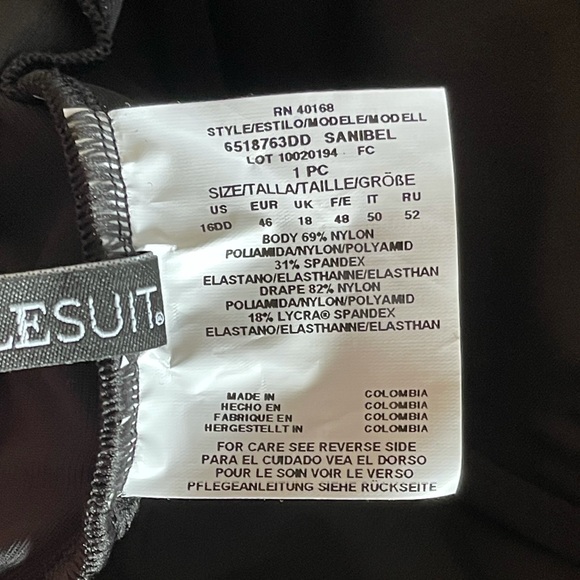 RN 40168
STYLE/ESTILO/MODELE/MODELL
6518763DD SANIBEL
LOT 10020194 FC
1 PC
SIZE/TALLA/TAILLE/GRÖßE
US EUR UK F/E IT RU
16DD 46 18 48 50 52
BODY 69% NYLON
POLIAMIDA/NYLON/POLYAMID
31% SPANDEX
ELASTANO/ELASTHANNE/ELASTHAN
DRAPE 82% NYLON
POLIAMIDA/NYLON/POLYAMID
18% LYCRA® SPANDEX
ELASTANO/ELASTHANNE/ELASTHAN
LESUIT®
MADE IN COLOMBIA
HECHO EN COLOMBIA
FABRIQUE EN COLOMBIA
HERGESTELLT IN COLOMBIA
FOR CARE SEE REVERSE SIDE
PARA EL CUIDADO VEA EL DORSO
POUR LE SOIN VOIR LE VERSO
PFLEGEANLEITUNG SIEHE RÜCKSEITE